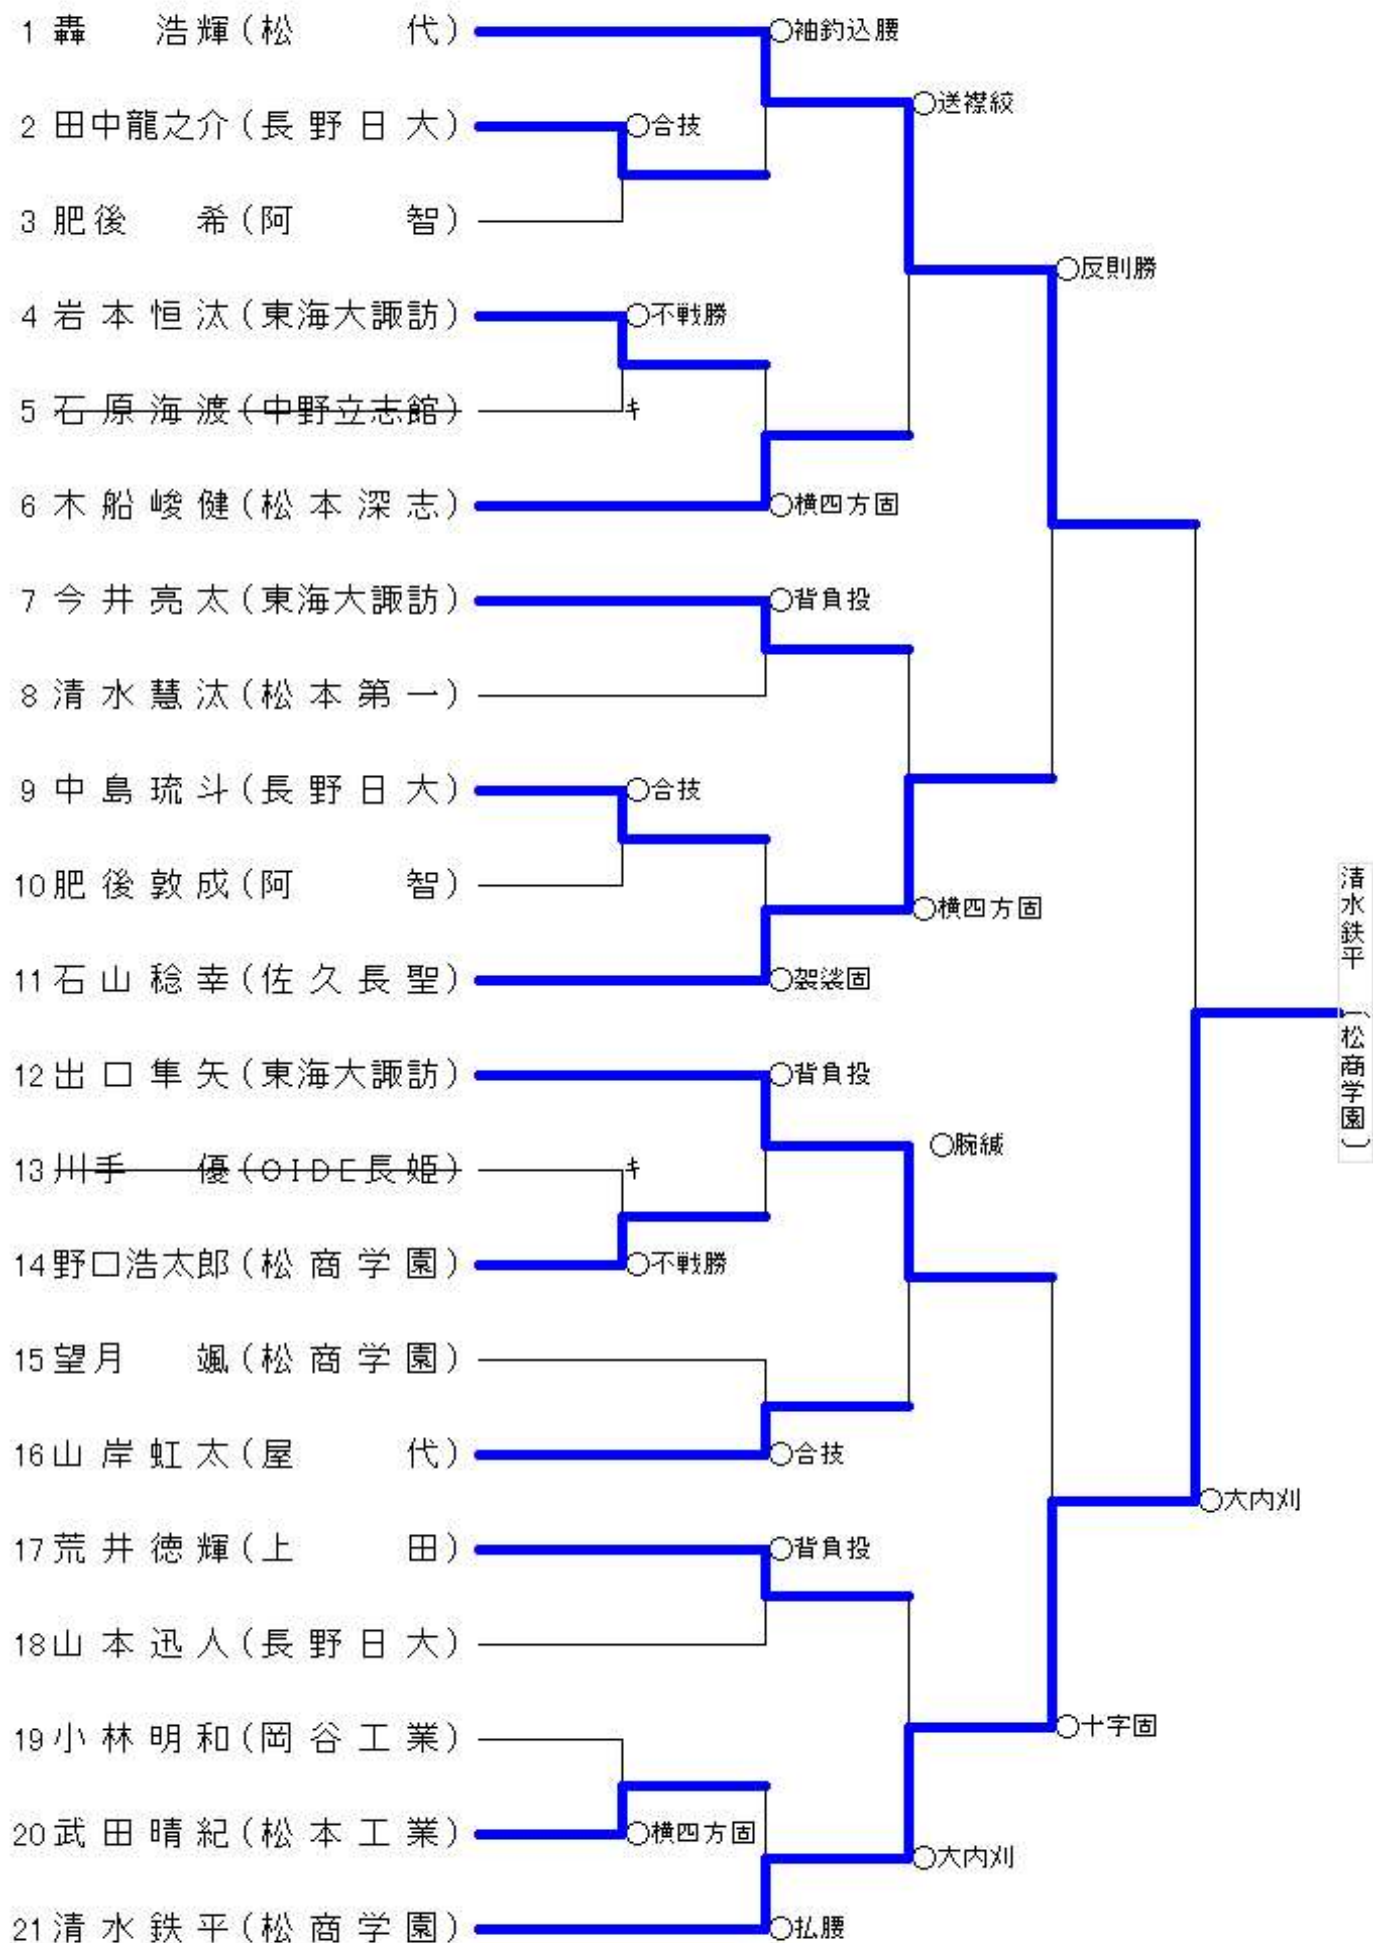 1 轟 浩輝(松 代) ○袖釣込腰
○送襟絞
2 田中龍之介(長野日大) ○合技
3 肥後 希(阿 智)
○反則勝
4 岩本恒汰(東海大諏訪) ○不戦勝
5 石原海渡(中野立志館) キ
6 木船峻健(松本深志) ○横四方固
7 今井亮太(東海大諏訪) ○背負投
8 清水慧汰(松本第一)
9 中島琉斗(長野日大) ○合技
10 肥後敦成(阿 智)
○横四方固
11 石山稔幸(佐久長聖) ○袈裟固
清水鉄平 (松商学園)
12 出口隼矢(東海大諏訪) ○背負投
○腕緘
13 川手 優(OIDE長姫) キ
14 野口浩太郎(松商学園) ○不戦勝
15 望月 颯(松商学園)
16 山岸虹太(屋 代) ○合技
○大内刈
17 荒井徳輝(上 田) ○背負投
18 山本迅人(長野日大)
○十字固
19 小林明和(岡谷工業)
20 武田晴紀(松本工業) ○横四方固
○大内刈
21 清水鉄平(松商学園) ○払腰